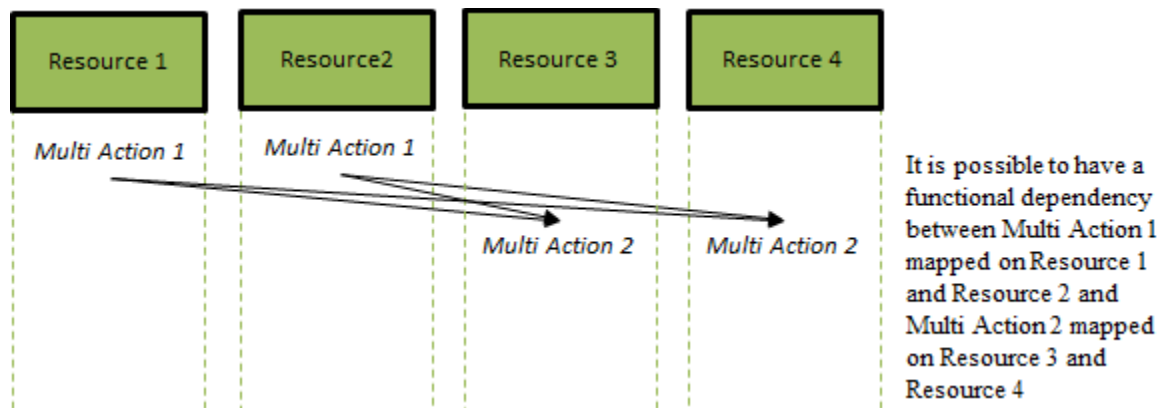 Resource 1
Resource2
Resource 3
Resource 4
Multi Action 1
Multi Action 1
Multi Action 2
Multi Action 2
It is possible to have a
functional dependency
between Multi Action 1
mapped on Resource 1
and Resource 2 and
Multi Action 2 mapped
on Resource 3 and
Resource 4